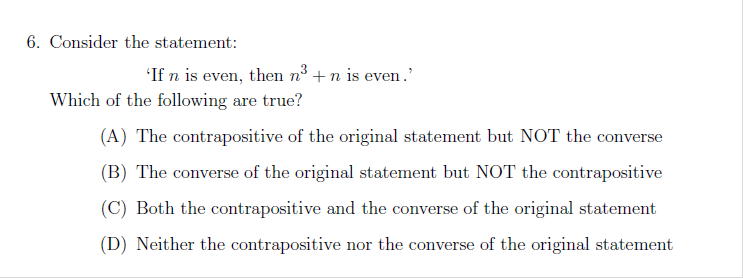 6. Consider the statement:
‘If n is even, then n³ + n is even.’
Which of the following are true?
(A) The contrapositive of the original statement but NOT the converse
(B) The converse of the original statement but NOT the contrapositive
(C) Both the contrapositive and the converse of the original statement
(D) Neither the contrapositive nor the converse of the original statement